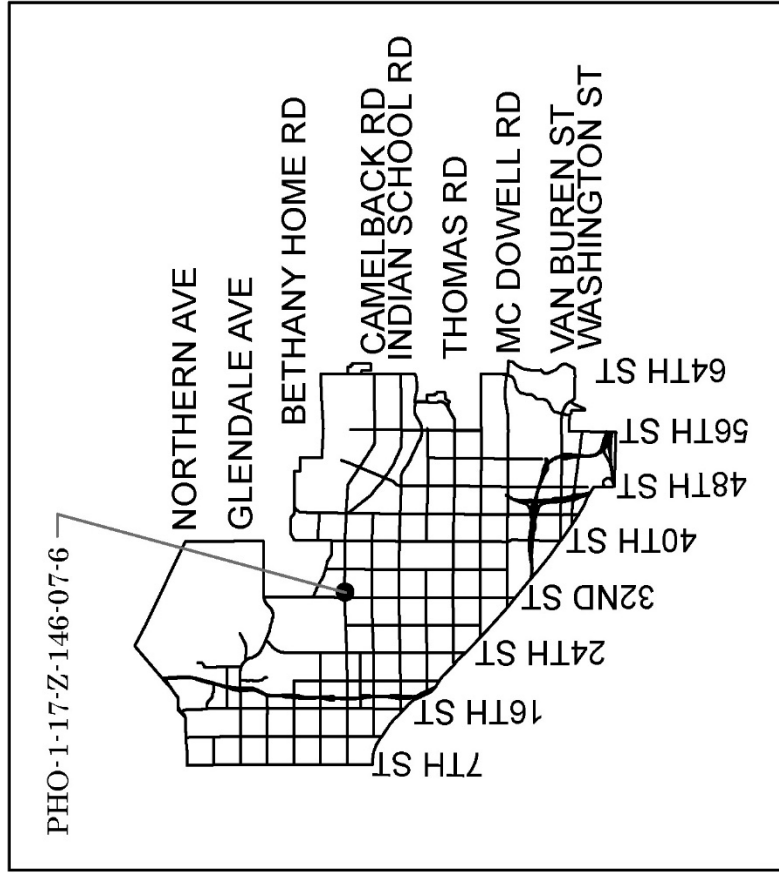 PHO-1-17-Z-146-07-6
NORTHERN AVE
GLENDALE AVE
BETHANY HOME RD
CAMELBACK RD
INDIAN SCHOOL RD
THOMAS RD
MC DOWELL RD
VAN BUREN ST
WASHINGTON ST
7TH ST
16TH ST
24TH ST
32ND ST
40TH ST
48TH ST
56TH ST
64TH ST